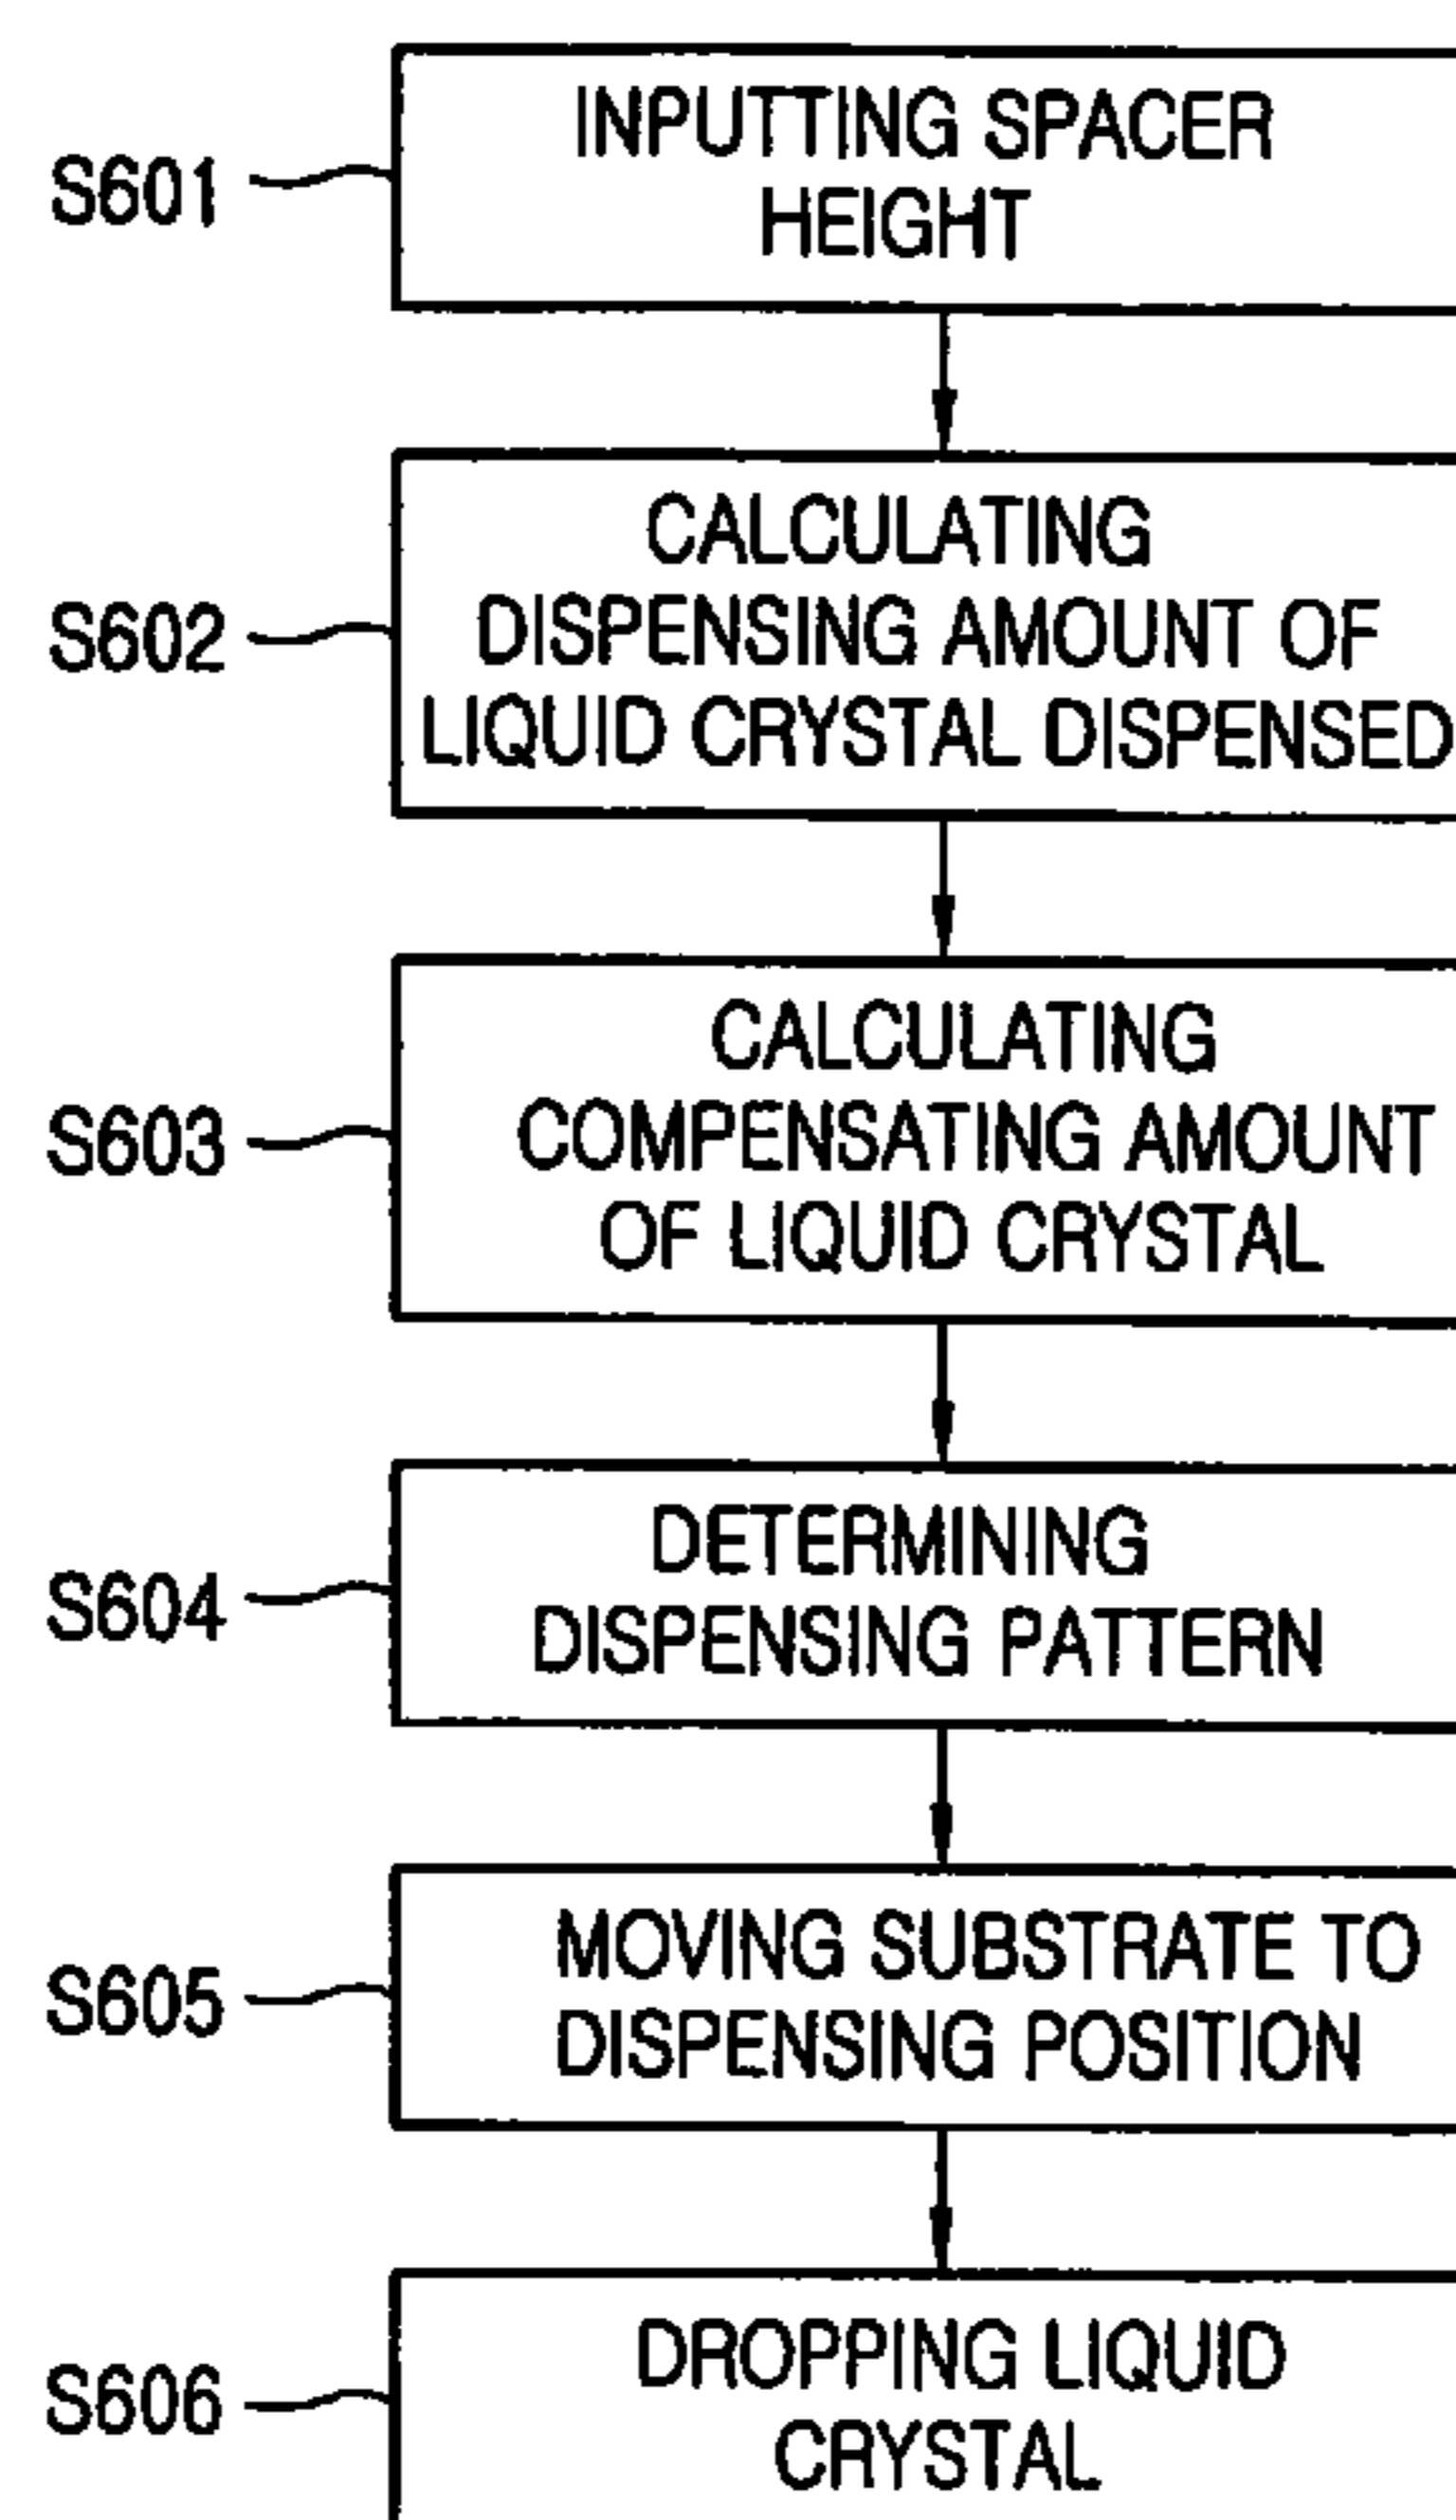 S601
INPUTTING SPACER
HEIGHT
S602
CALCULATING
DISPENSING AMOUNT OF
LIQUID CRYSTAL DISPENSED
S603
CALCULATING
COMPENSATING AMOUNT
OF LIQUID CRYSTAL
S604
DETERMINING
DISPENSING PATTERN
S605
MOVING SUBSTRATE TO
DISPENSING POSITION
S606
DROPPING LIQUID
CRYSTAL